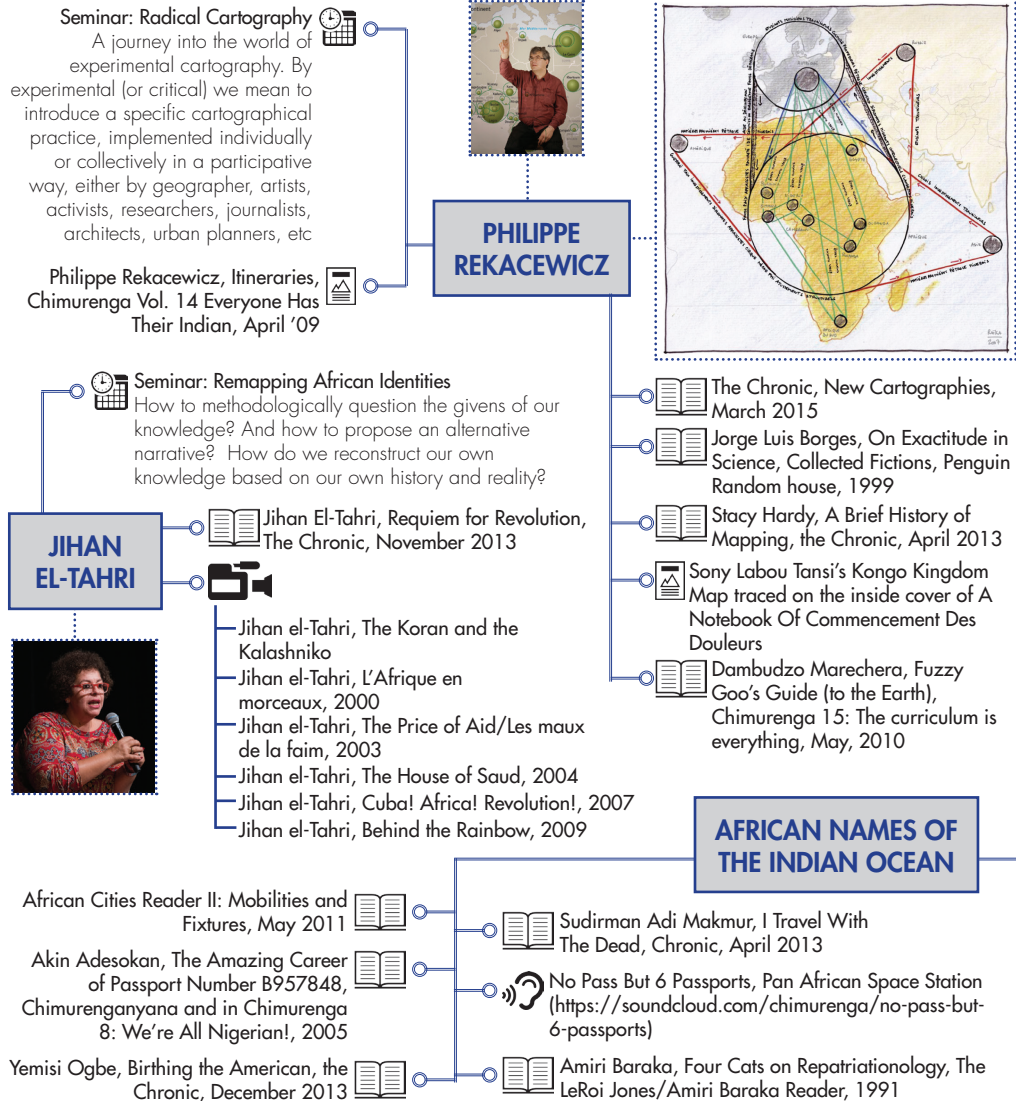 Seminar: Radical Cartography
A journey into the world of
experimental cartography. By
experimental (or critical) we mean to
introduce a specific cartographical
practice, implemented individually
or collectively in a participative
way, either by geographer, artists,
activists, researchers, journalists,
architects, urban planners, etc
PHILIPPE
REKACEWICZ
Philippe Rekacewicz, Itineraries,
Chimurenga Vol. 14 Everyone Has
Their Indian, April ’09
The Chronic, New Cartographies,
March 2015
Jorge Luis Borges, On Exactitude in
Science, Collected Fictions, Penguin
Random house, 1999
Stacy Hardy, A Brief History of
Mapping, the Chronic, April 2013
Sony Labou Tansi’s Kongo Kingdom
Map traced on the inside cover of A
Notebook Of Commencement Des
Douleurs
Dambudzo Marechera, Fuzzy
Goo’s Guide (to the Earth),
Chimurenga 15: The curriculum is
everything, May, 2010
Seminar: Remapping African Identities
How to methodologically question the givens of our
knowledge? And how to propose an alternative
narrative? How do we reconstruct our own
knowledge based on our own history and reality?
JIHAN
EL-TAHRI
Jihan El-Tahri, Requiem for Revolution,
The Chronic, November 2013
Jihan el-Tahri, The Koran and the
Kalashniko
Jihan el-Tahri, L’Afrique en
morceaux, 2000
Jihan el-Tahri, The Price of Aid/Les maux
de la faim, 2003
Jihan el-Tahri, The House of Saud, 2004
Jihan el-Tahri, Cuba! Africa! Revolution!, 2007
Jihan el-Tahri, Behind the Rainbow, 2009
AFRICAN NAMES OF
THE INDIAN OCEAN
African Cities Reader II: Mobilities and
Fixtures, May 2011
Akin Adesokan, The Amazing Career
of Passport Number B957848,
Chimurenganyana and in Chimurenga
8: We’re All Nigerian!, 2005
Yemisi Ogbe, Birthing the American, the
Chronic, December 2013
Sudirman Adi Makmur, I Travel With
The Dead, Chronic, April 2013
No Pass But 6 Passports, Pan African Space Station
(https://soundcloud.com/chimurenga/no-pass-but-
6-passports)
Amiri Baraka, Four Cats on Repatriationology, The
LeRoi Jones/Amiri Baraka Reader, 1991